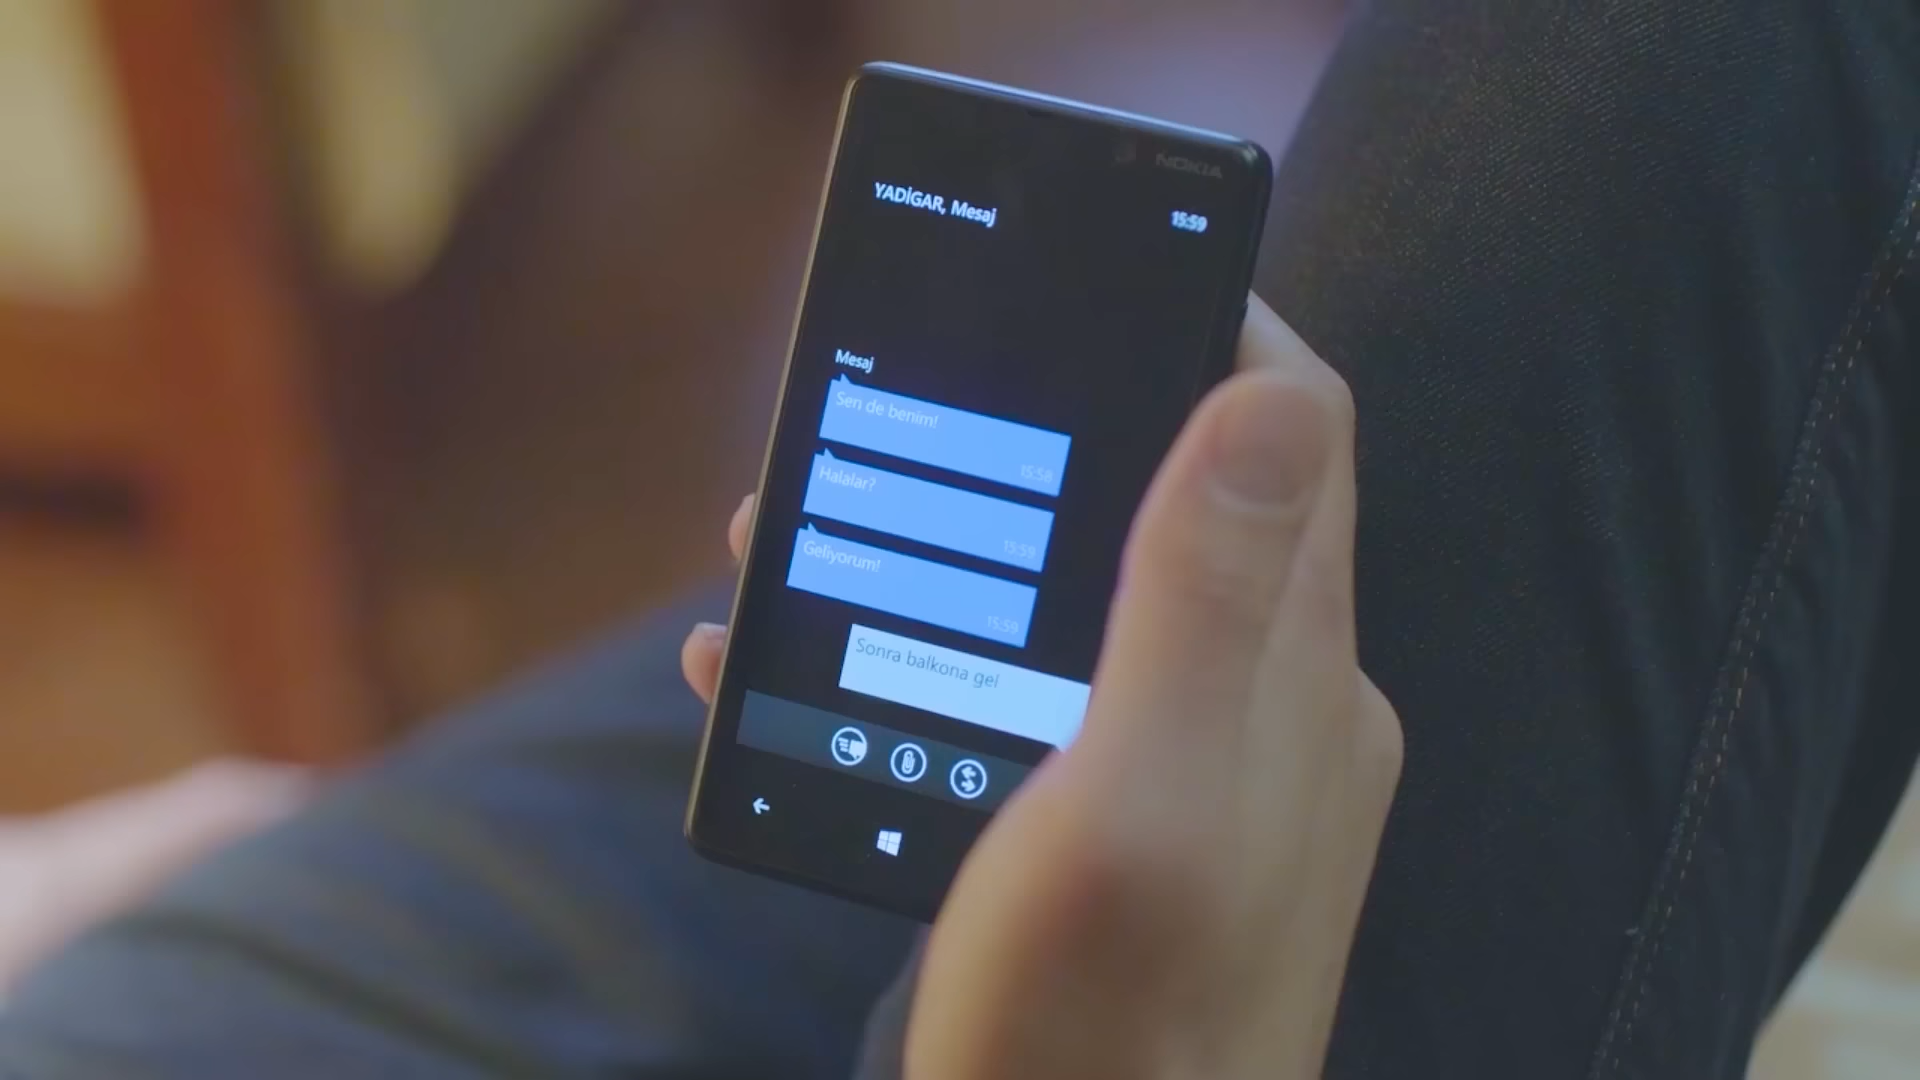 NOKIA
YADİGAR, Mesaj
15:59
Mesaj
Sen de benim!
15:58
Halalar?
15:59
Geliyorum!
15:59
Sonra balkona gel